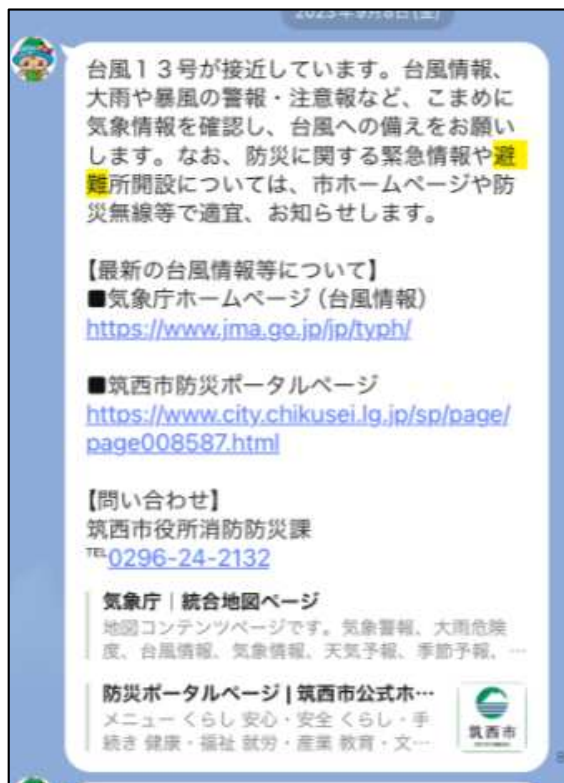 2023年9月8日(金)
台風１３号が接近しています。台風情報、
大雨や暴風の警報・注意報など、こまめに
気象情報を確認し、台風への備えをお願い
します。なお、防災に関する緊急情報や避
難所開設については、市ホームページや防
災無線等で適宜、お知らせします。
【最新の台風情報等について】
■気象庁ホームページ（台風情報）
https://www.jma.go.jp/jp/typh/
■筑西市防災ポータルページ
https://www.city.chikusei.lg.jp/sp/page/
page008587.html
【問い合わせ】
筑西市役所消防防災課
℡0296-24-2132
気象庁｜統合地図ページ
地図コンテンツページです。気象警報、大雨危険
度、台風情報、気象情報、天気予報、季節予報、…
防災ポータルページ | 筑西市公式ホ…
メニュー くらし 安心・安全 くらし・手
続き 健康・福祉 就労・産業 教育・文…
筑西市